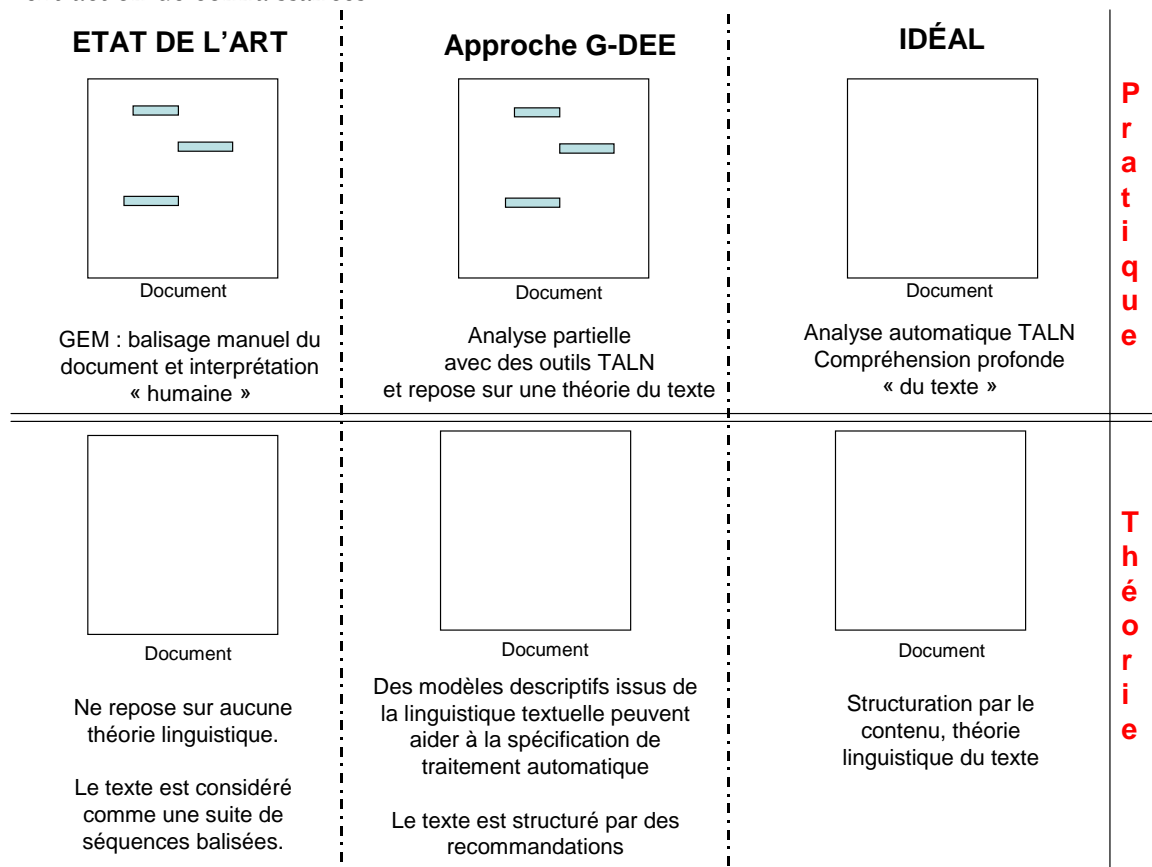 ETAT DE L'ART
Approche G-DEE
IDÉAL
Document
Document
Document
GEM : balisage manuel du
document et interprétation
« humaine »
Analyse partielle
avec des outils TALN
et repose sur une théorie du texte
Analyse automatique TALN
Compréhension profonde
« du texte »
Pratique
Document
Document
Document
Ne repose sur aucune
théorie linguistique.
Le texte est considéré
comme une suite de
séquences balisées.
Des modèles descriptifs issus de
la linguistique textuelle peuvent
aider à la spécification de
traitement automatique
Le texte est structuré par des
recommandations
Structuration par le
contenu, théorie
linguistique du texte
Théorie